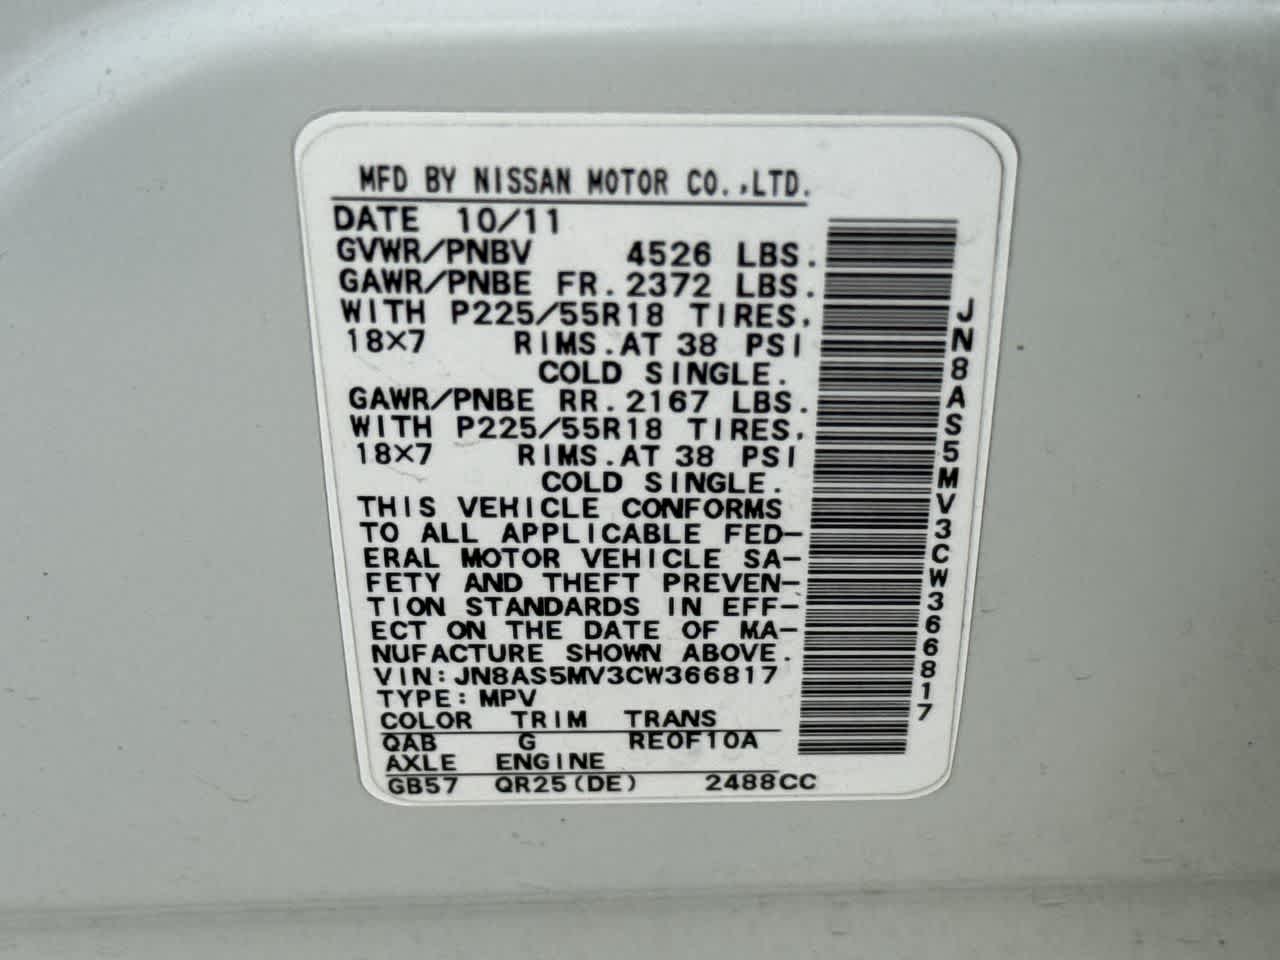 MFD BY NISSAN MOTOR CO.,LTD.
DATE 10/11
GVWR/PNBV 4526 LBS.
GAWR/PNBE FR.2372 LBS.
WITH P225/55R18 TIRES,
18×7 RIMS.AT 38 PSI
COLD SINGLE.
GAWR/PNBE RR.2167 LBS.
WITH P225/55R18 TIRES,
18×7 RIMS.AT 38 PSI
COLD SINGLE.
THIS VEHICLE CONFORMS
TO ALL APPLICABLE FED-
ERAL MOTOR VEHICLE SA-
FETY AND THEFT PREVEN-
TION STANDARDS IN EFF-
ECT ON THE DATE OF MA-
NUFACTURE SHOWN ABOVE.
VIN:JN8AS5MV3CW366817
TYPE:MPV
COLOR TRIM TRANS
QAB G RE0F10A
AXLE ENGINE
GB57 QR25(DE) 2488CC
JN8AS5MV3CW366817